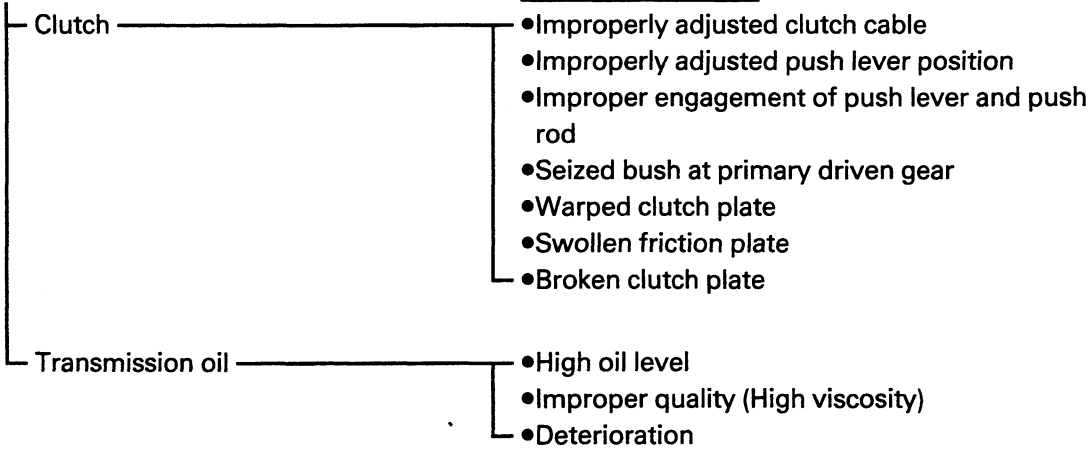 Clutch
●Improperly adjusted clutch cable
●Improperly adjusted push lever position
●Improper engagement of push lever and push
rod
●Seized bush at primary driven gear
●Warped clutch plate
●Swollen friction plate
●Broken clutch plate
Transmission oil
●High oil level
●Improper quality (High viscosity)
●Deterioration